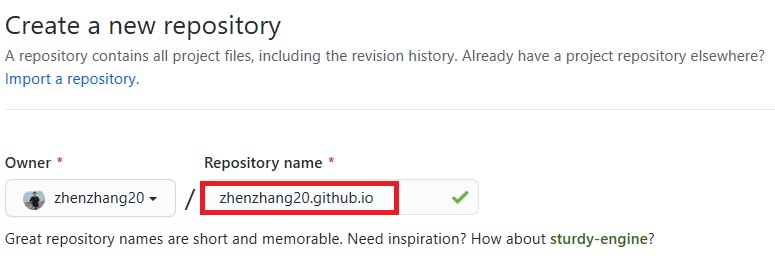 Create a new repository
A repository contains all project files, including the revision history. Already have a project repository elsewhere?
Import a repository.
Owner * Repository name *
zhenzhang20 / zhenzhang20.github.io
Great repository names are short and memorable. Need inspiration? How about sturdy-engine?